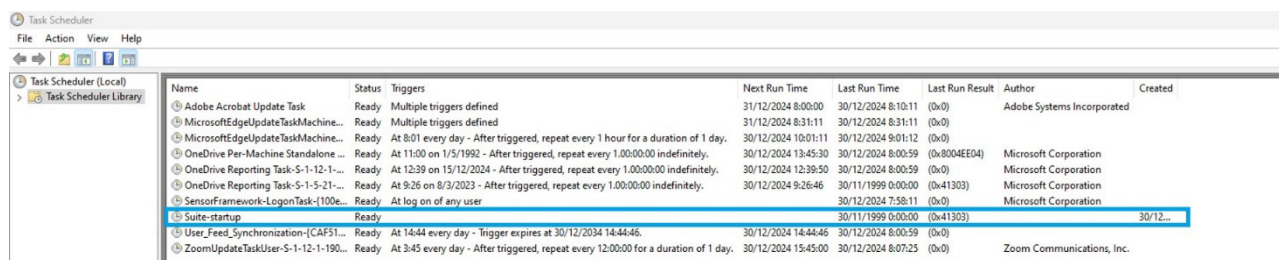 Task Scheduler
File Action View Help
Task Scheduler (Local)
Task Scheduler Library
Name Status Triggers Next Run Time Last Run Time Last Run Result Author Created
Adobe Acrobat Update Task Ready Multiple triggers defined 31/12/2024 8:00:00 30/12/2024 8:10:11 (0x0) Adobe Systems Incorporated
MicrosoftEdgeUpdateTaskMachine... Ready Multiple triggers defined 31/12/2024 8:31:11 30/12/2024 8:31:11 (0x0)
MicrosoftEdgeUpdateTaskMachine... Ready At 8:01 every day - After triggered, repeat every 1 hour for a duration of 1 day. 30/12/2024 10:01:11 30/12/2024 9:01:12 (0x0)
OneDrive Per-Machine Standalone ... Ready At 11:00 on 1/5/1992 - After triggered, repeat every 1.00:00:00 indefinitely. 30/12/2024 13:45:30 30/12/2024 8:00:59 (0x8004EE04) Microsoft Corporation
OneDrive Reporting Task-S-1-12-1-... Ready At 12:39 on 15/12/2024 - After triggered, repeat every 1.00:00:00 indefinitely. 30/12/2024 12:39:50 30/12/2024 8:00:59 (0x0) Microsoft Corporation
OneDrive Reporting Task-S-1-5-21-... Ready At 9:26 on 8/3/2023 - After triggered, repeat every 1.00:00:00 indefinitely. 30/12/2024 9:26:46 30/11/1999 0:00:00 (0x41303) Microsoft Corporation
SensorFramework-LogonTask-{100e... Ready At log on of any user 30/12/2024 7:58:11 (0x0) Microsoft Corporation
Suite-startup Ready 30/11/1999 0:00:00 (0x41303) 30/12...
User_Feed_Synchronization-{CAF51... Ready At 14:44 every day - Trigger expires at 30/12/2034 14:44:46. 30/12/2024 14:44:46 30/12/2024 8:00:59 (0x0)
ZoomUpdateTaskUser-S-1-12-1-190... Ready At 3:45 every day - After triggered, repeat every 12:00:00 for a duration of 1 day. 30/12/2024 15:45:00 30/12/2024 8:07:25 (0x0) Zoom Communications, Inc.